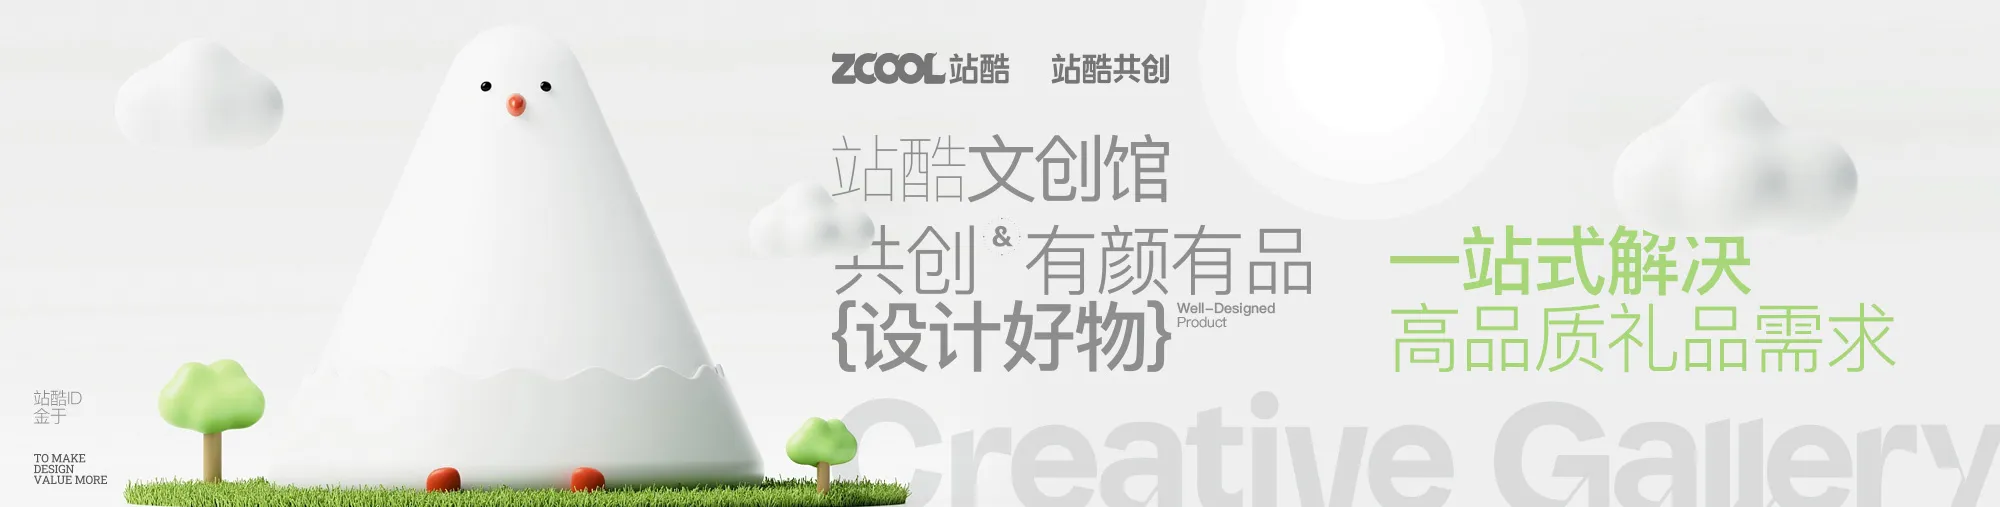 ZCOOL站酷 站酷共创
站酷文创馆
共创&有颜有品
{设计好物}
Well-Designed
Product
一站式解决
高品质礼品需求
Creative Gallery
站酷ID
金于
TO MAKE
DESIGN
VALUE MORE